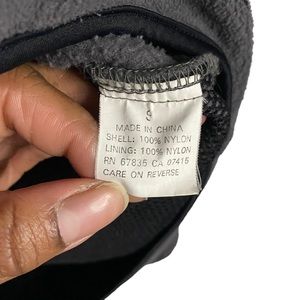 S
MADE IN CHINA
SHELL: 100% NYLON
LINING: 100% NYLON
RN 67835 CA 07415
CARE ON REVERSE